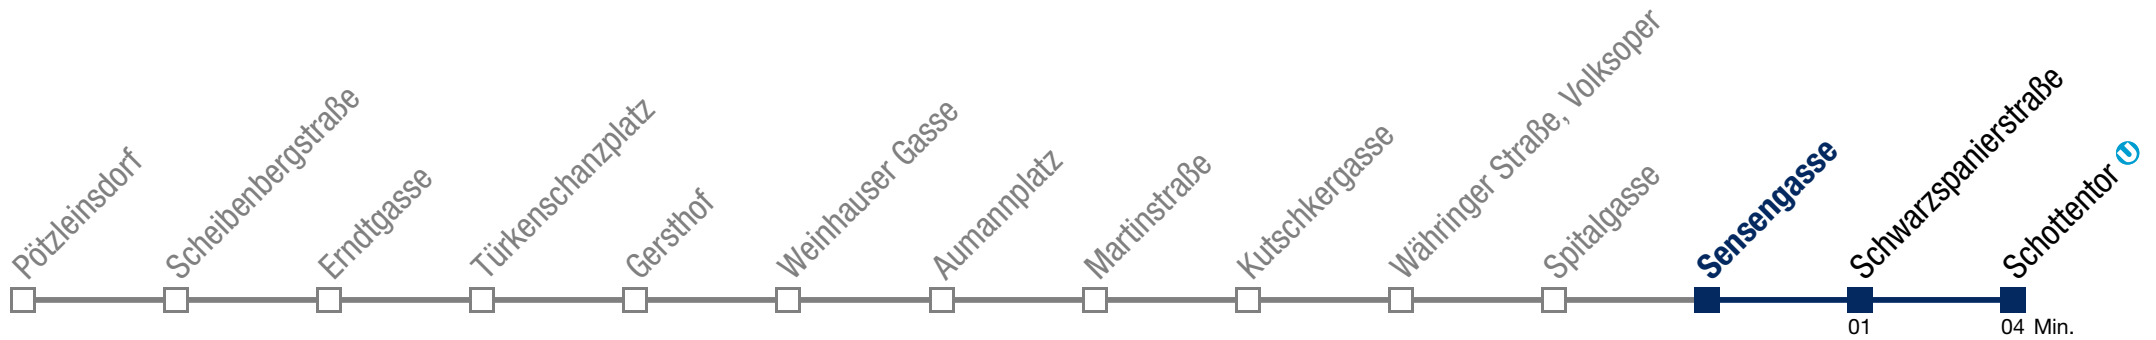 Pötzleinsdorf
Scheibenbergstraße
Erndtgasse
Türkenschanzplatz
Gersthof
Weinhauser Gasse
Aumannplatz
Martinstraße
Kutschkergasse
Währinger Straße, Volksoper
Spitalgasse
Sensengasse
Schwarzspanierstraße
Schottentor U
01
04 Min.